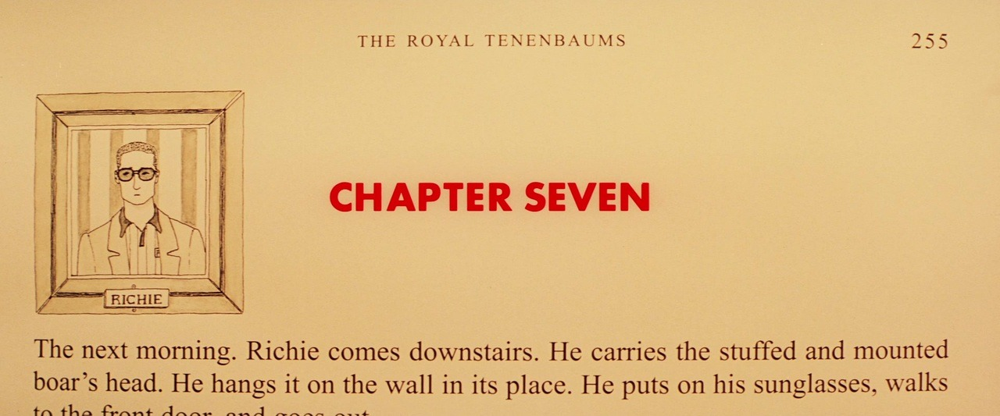 THE ROYAL TENENBAUMS 255
CHAPTER SEVEN
RICHIE
The next morning. Richie comes downstairs. He carries the stuffed and mounted
boar’s head. He hangs it on the wall in its place. He puts on his sunglasses, walks
to the front door, and goes out.